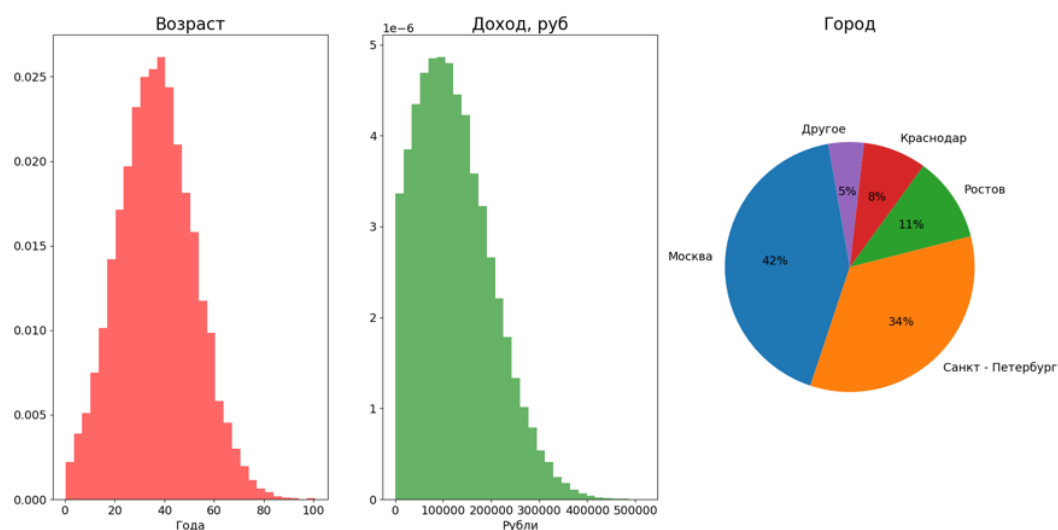 Возраст
0.025
0.020
0.015
0.010
0.005
0.000
0 20 40 60 80 100
Года
Доход, руб
1e−6
5
4
3
2
1
0
0 100000 200000 300000 400000 500000
Рубли
Город
Другое
Краснодар
Ростов
Москва
Санкт - Петербург
5%
8%
11%
42%
34%